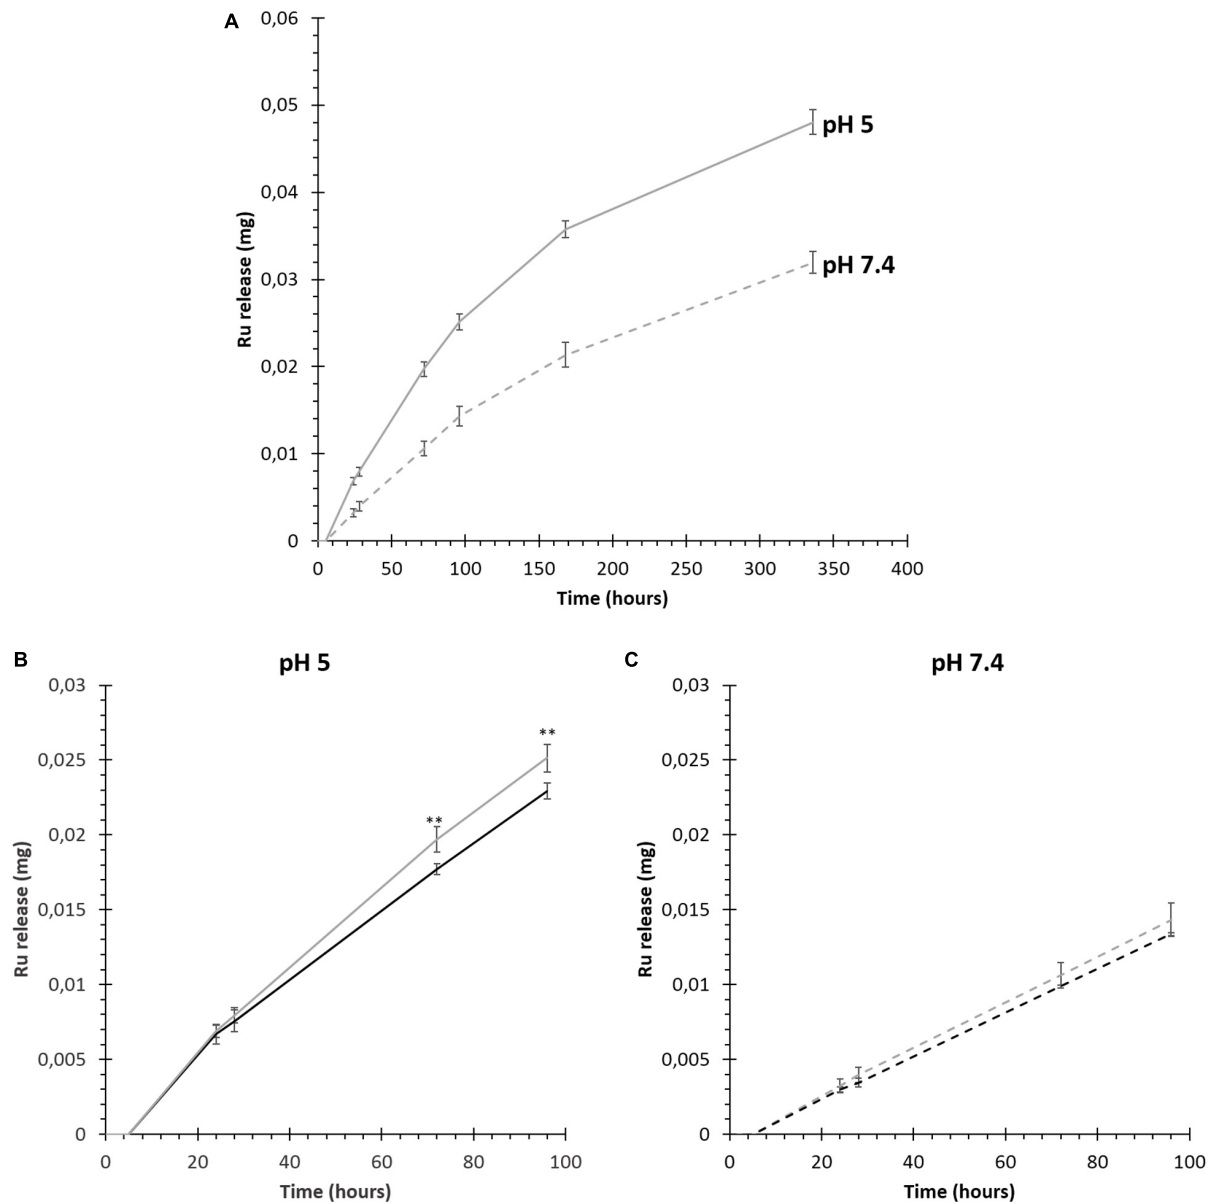 A
0,06
0,05
0,04
0,03
0,02
0,01
0
Ru release (mg)
pH 5
pH 7.4
0 50 100 150 200 250 300 350 400
Time (hours)
B
pH 5
0,03
0,025
0,02
0,015
0,01
0,005
0
Ru release (mg)
**
**
0 20 40 60 80 100
Time (hours)
C
pH 7.4
0,03
0,025
0,02
0,015
0,01
0,005
0
Ru release (mg)
0 20 40 60 80 100
Time (hours)